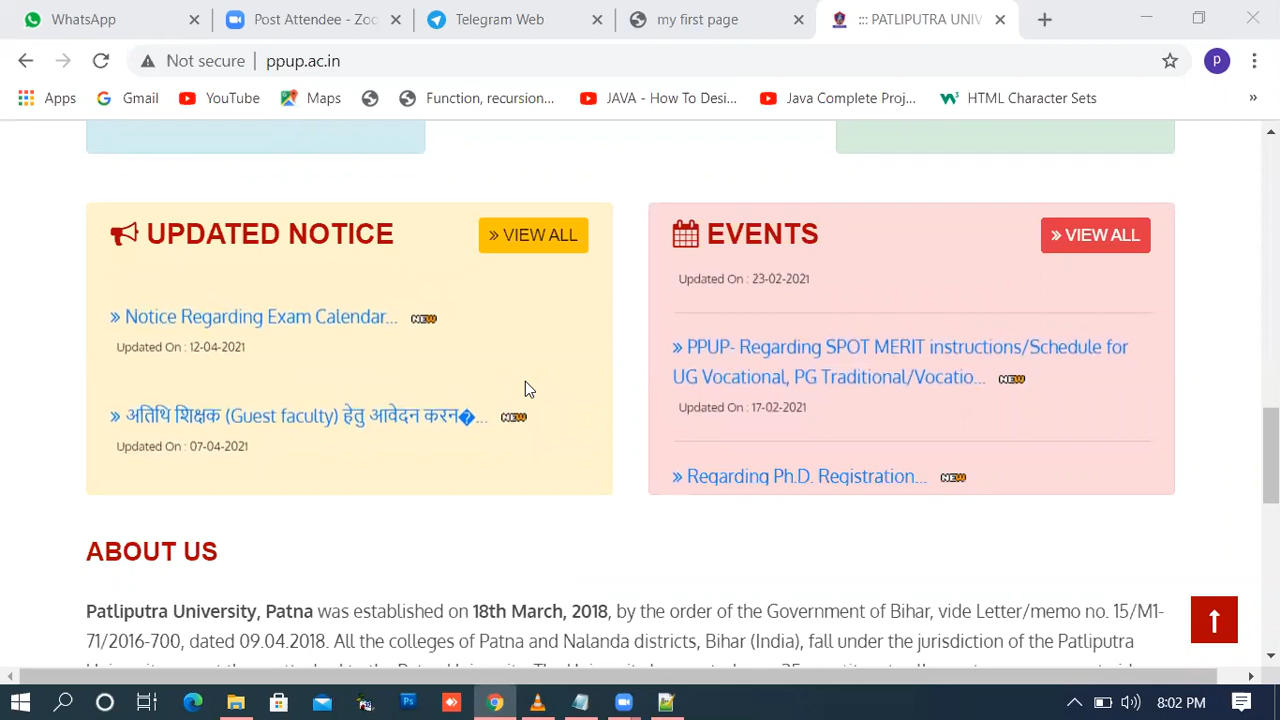 WhatsApp
Post Attendee - Zoo
Telegram Web
my first page
::: PATLIPUTRA UNIV
Not secure
ppup.ac.in
p
Apps
Gmail
YouTube
Maps
Function, recursion...
JAVA - How To Desi...
Java Complete Proj...
HTML Character Sets
»
UPDATED NOTICE
» VIEW ALL
» Notice Regarding Exam Calendar... NEW
Updated On : 12-04-2021
» अतिथि शिक्षक (Guest faculty) हेतु आवेदन करन�... NEW
Updated On : 07-04-2021
EVENTS
» VIEW ALL
Updated On : 23-02-2021
» PPUP- Regarding SPOT MERIT instructions/Schedule for
UG Vocational, PG Traditional/Vocatio... NEW
Updated On : 17-02-2021
» Regarding Ph.D. Registration... NEW
ABOUT US
Patliputra University, Patna was established on 18th March, 2018, by the order of the Government of Bihar, vide Letter/memo no. 15/M1-
71/2016-700, dated 09.04.2018. All the colleges of Patna and Nalanda districts, Bihar (India), fall under the jurisdiction of the Patliputra
8:02 PM